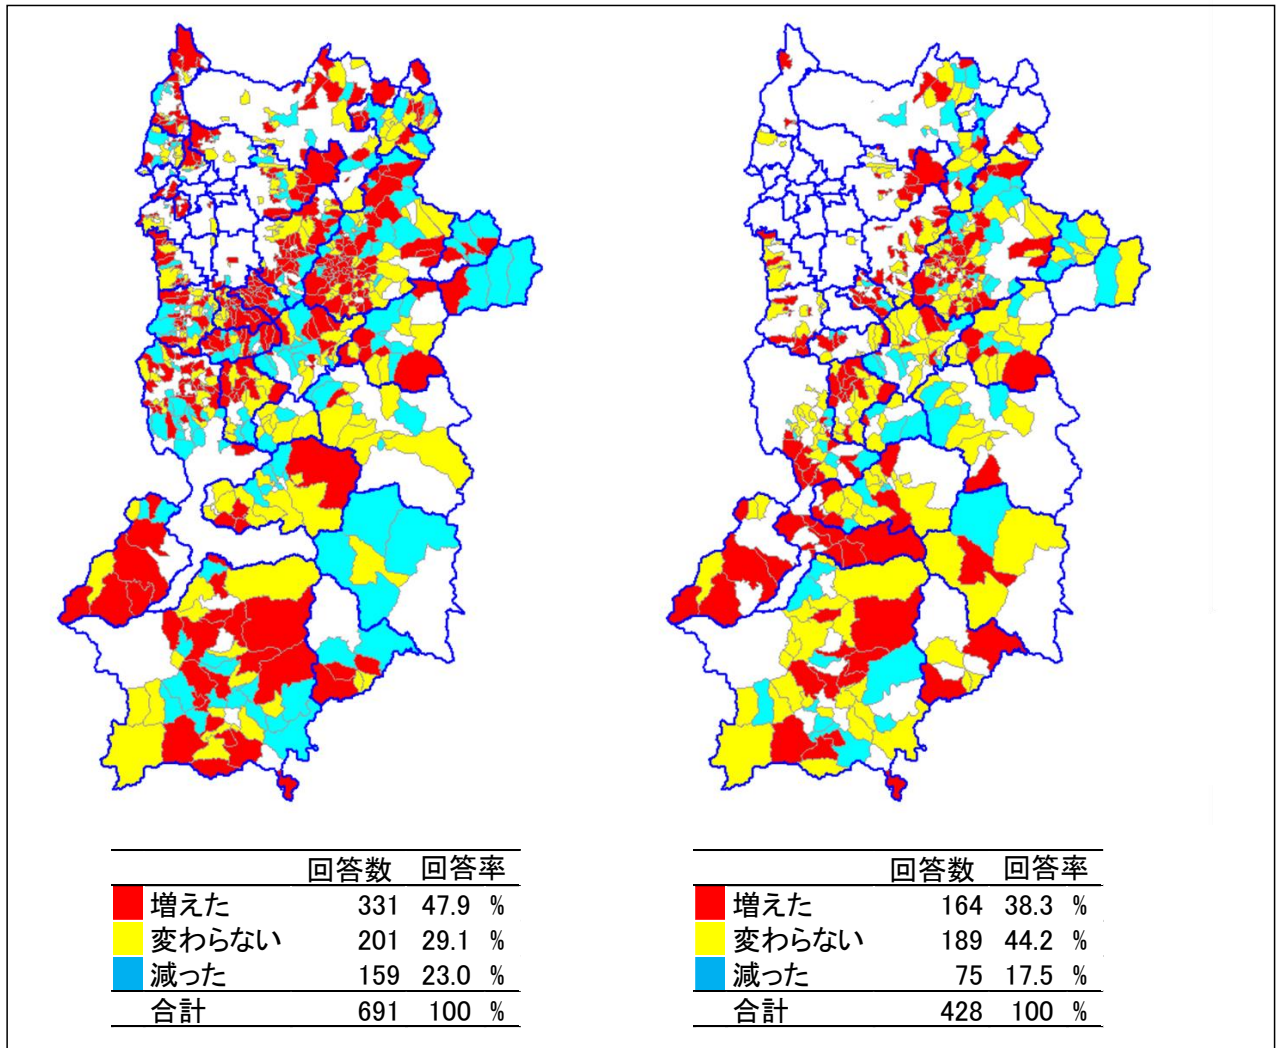 回答数 回答率
増えた 331 47.9 %
変わらない 201 29.1 %
減った 159 23.0 %
合計 691 100 %
回答数 回答率
増えた 164 38.3 %
変わらない 189 44.2 %
減った 75 17.5 %
合計 428 100 %